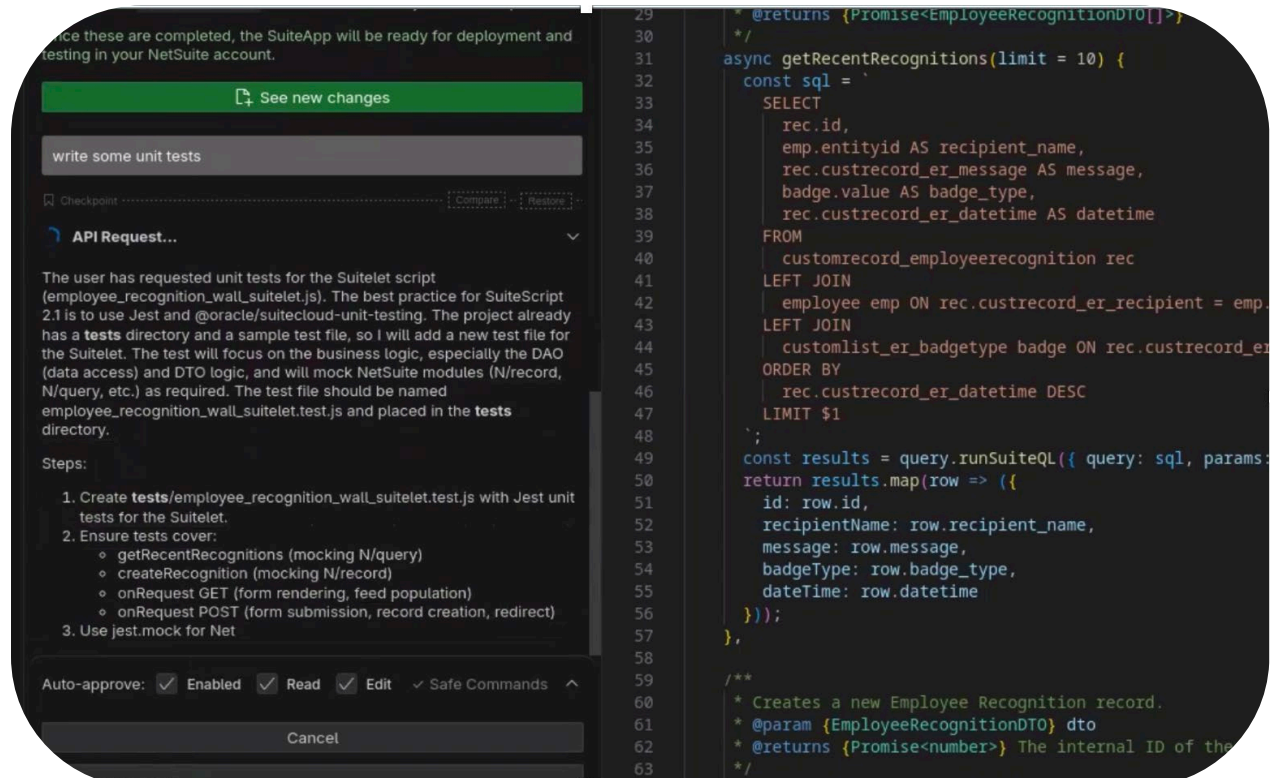 once these are completed, the SuiteApp will be ready for deployment and
testing in your NetSuite account.
See new changes
write some unit tests
Checkpoint
Compare
Restore
API Request...
The user has requested unit tests for the Suitelet script
(employee_recognition_wall_suitelet.js). The best practice for SuiteScript
2.1 is to use Jest and @oracle/suitecloud-unit-testing. The project already
has a tests directory and a sample test file, so I will add a new test file for
the Suitelet. The test will focus on the business logic, especially the DAO
(data access) and DTO logic, and will mock NetSuite modules (N/record,
N/query, etc.) as required. The test file should be named
employee_recognition_wall_suitelet.test.js and placed in the tests
directory.
Steps:
1. Create tests/employee_recognition_wall_suitelet.test.js with Jest unit
tests for the Suitelet.
2. Ensure tests cover:
getRecentRecognitions (mocking N/query)
createRecognition (mocking N/record)
onRequest GET (form rendering, feed population)
onRequest POST (form submission, record creation, redirect)
3. Use jest.mock for Net
Auto-approve: Enabled Read Edit Safe Commands
Cancel
29 * @returns {Promise<EmployeeRecognitionDTO[]>}
30 */
31 async getRecentRecognitions(limit = 10) {
32 const sql = `
33 SELECT
34 rec.id,
35 emp.entityid AS recipient_name,
36 rec.custrecord_er_message AS message,
37 badge.value AS badge_type,
38 rec.custrecord_er_datetime AS datetime
39 FROM
40 customrecord_employeerecognition rec
41 LEFT JOIN
42 employee emp ON rec.custrecord_er_recipient = emp.
43 LEFT JOIN
44 customlist_er_badgetype badge ON rec.custrecord_er
45 ORDER BY
46 rec.custrecord_er_datetime DESC
47 LIMIT $1
48 `;
49 const results = query.runSuiteQL({ query: sql, params:
50 return results.map(row => ({
51 id: row.id,
52 recipientName: row.recipient_name,
53 message: row.message,
54 badgeType: row.badge_type,
55 dateTime: row.datetime
56 }));
57 },
58
59 /**
60 * Creates a new Employee Recognition record.
61 * @param {EmployeeRecognitionDTO} dto
62 * @returns {Promise<number>} The internal ID of the
63 */